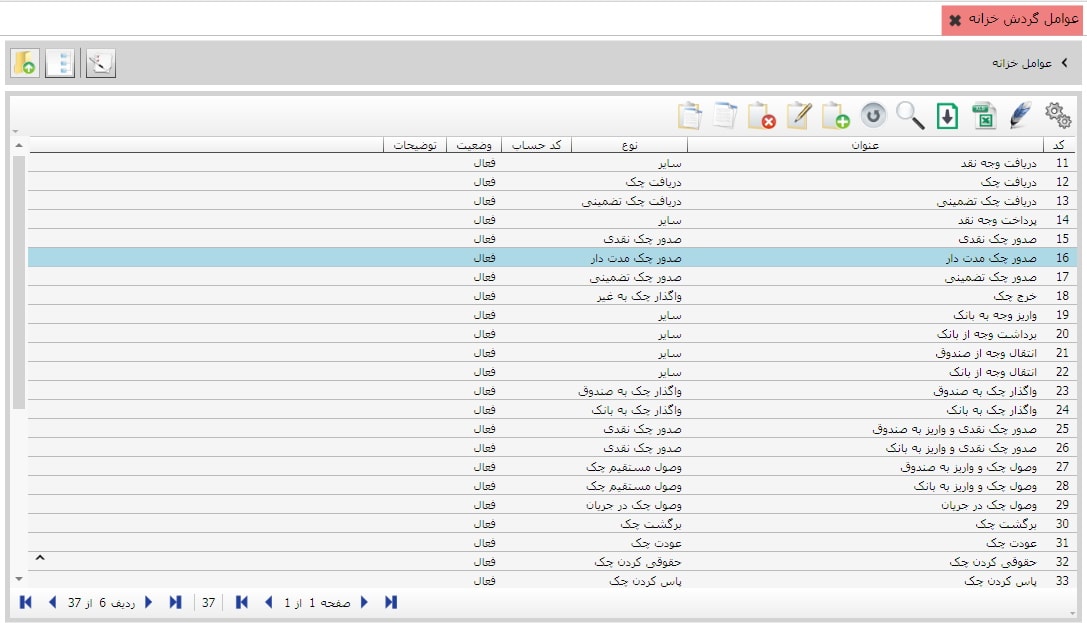 عوامل گردش خزانه
عوامل خزانه
کد عنوان نوع کد حساب وضعیت توضیحات
11 دریافت وجه نقد سایر فعال
12 دریافت چک دریافت چک فعال
13 دریافت چک تضمینی دریافت چک تضمینی فعال
14 پرداخت وجه نقد سایر فعال
15 صدور چک نقدی صدور چک نقدی فعال
16 صدور چک مدت دار صدور چک مدت دار فعال
17 صدور چک تضمینی صدور چک تضمینی فعال
18 خرج چک واگذار چک به غیر فعال
19 واریز وجه به بانک سایر فعال
20 برداشت وجه از بانک سایر فعال
21 انتقال وجه از صندوق سایر فعال
22 انتقال وجه از بانک سایر فعال
23 واگذار چک به صندوق واگذار چک به صندوق فعال
24 واگذار چک به بانک واگذار چک به بانک فعال
25 صدور چک نقدی و واریز به صندوق صدور چک نقدی فعال
26 صدور چک نقدی و واریز به بانک صدور چک نقدی فعال
27 وصول چک و واریز به صندوق وصول مستقیم چک فعال
28 وصول چک و واریز به بانک وصول مستقیم چک فعال
29 وصول چک در جریان وصول چک در جریان فعال
30 برگشت چک برگشت چک فعال
31 عودت چک عودت چک فعال
32 حقوقی کردن چک حقوقی کردن چک فعال
33 پاس کردن چک پاس کردن چک فعال
صفحه 1 از 1 37 ردیف 6 از 37